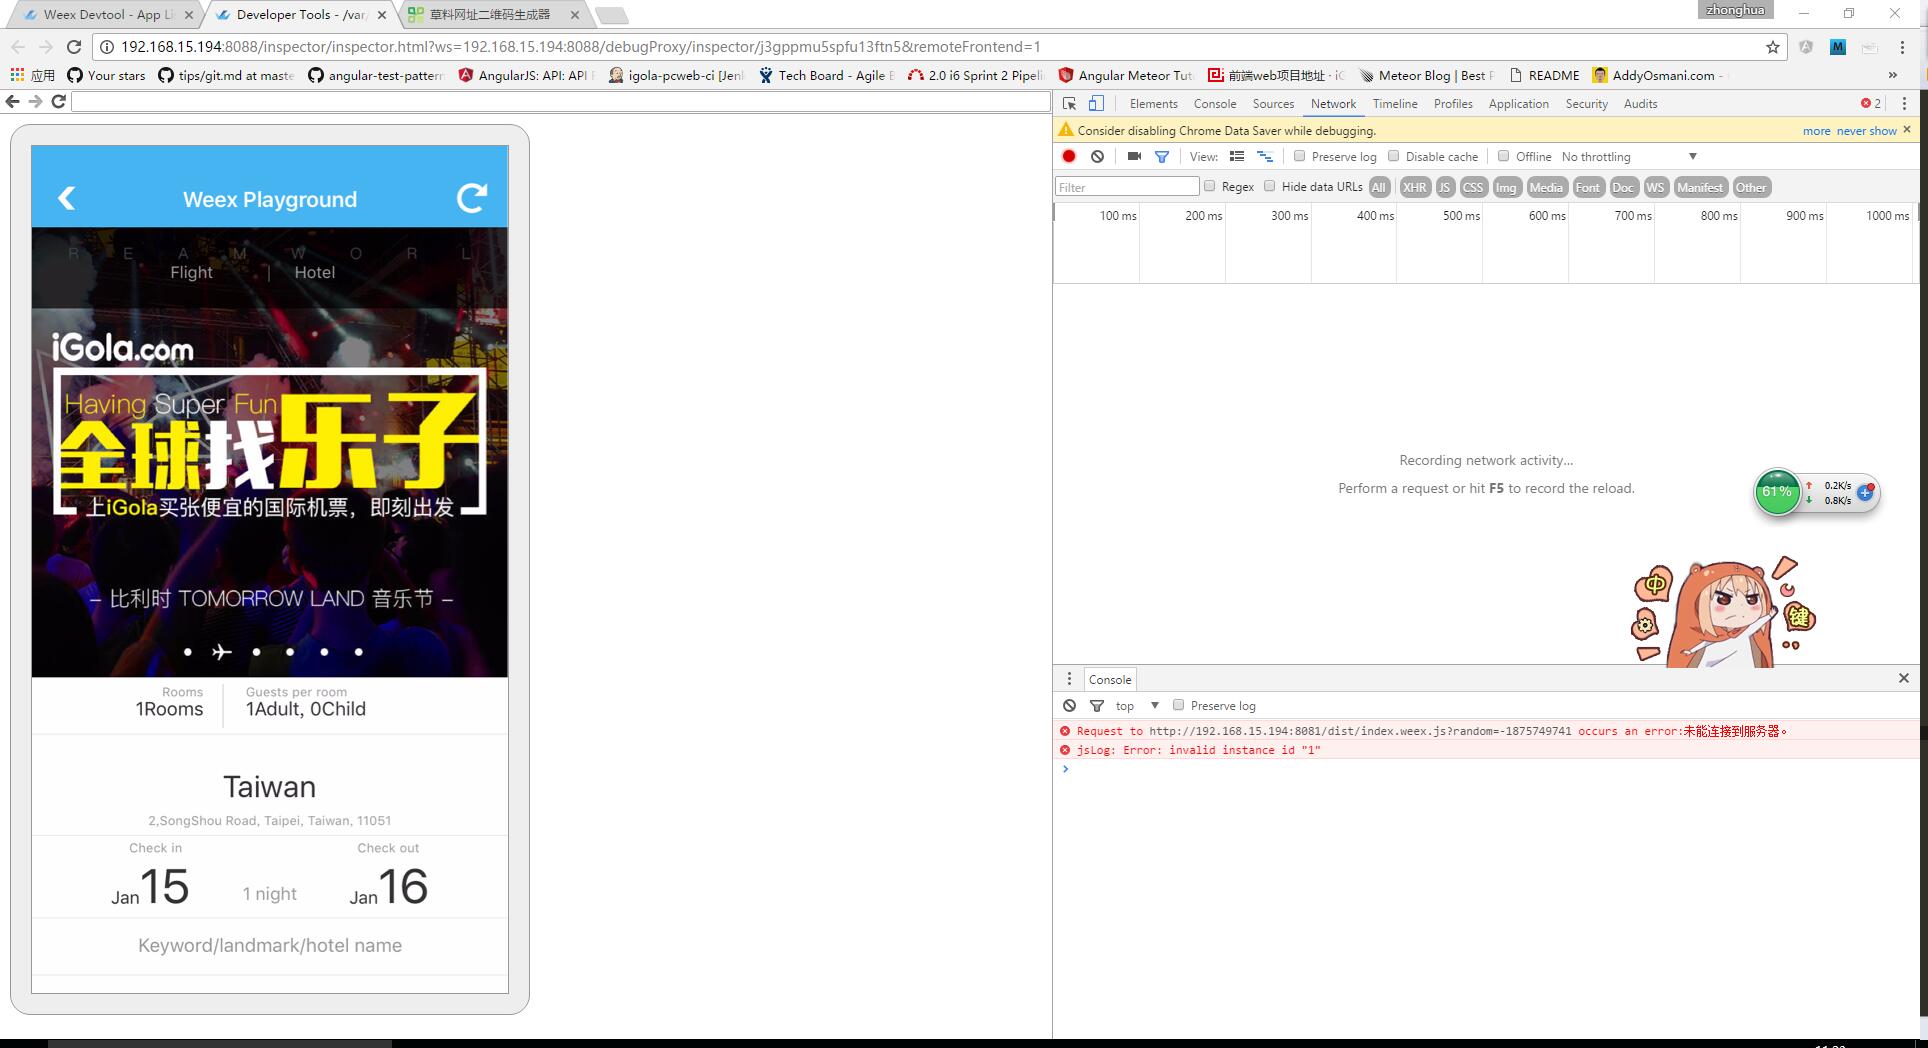 zhonghua
Weex Devtool - App Li
Developer Tools - /var/
草料网址二维码生成器
192.168.15.194:8088/inspector/inspector.html?ws=192.168.15.194:8088/debugProxy/inspector/j3gppmu5spfu13ftn5&remoteFrontend=1
应用 Your stars tips/git.md at maste angular-test-pattern AngularJS: API: API igola-pcweb-ci [Jen Tech Board - Agile 2.0 i6 Sprint 2 Pipeli Angular Meteor Tut 前端web项目地址 · Meteor Blog | Best README AddyOsmani.com - »
Elements Console Sources Network Timeline Profiles Application Security Audits 2
Consider disabling Chrome Data Saver while debugging. more never show
View: Preserve log Disable cache Offline No throttling
Filter Regex Hide data URLs All XHR JS CSS Img Media Font Doc WS Manifest Other
100 ms 200 ms 300 ms 400 ms 500 ms 600 ms 700 ms 800 ms 900 ms 1000 ms
Recording network activity...
Perform a request or hit F5 to record the reload.
61% 0.2K/s
0.8K/s
中
键
Console
top Preserve log
Request to http://192.168.15.194:8081/dist/index.weex.js?random=-1875749741 occurs an error:未能连接到服务器。
jsLog: Error: invalid instance id "1"
Weex Playground
R E A M W O R L
Flight | Hotel
iGola.com
Having Super Fun
全球找乐子
上iGola买张便宜的国际机票，即刻出发
– 比利时 TOMORROW LAND 音乐节 –
Rooms Guests per room
1Rooms 1Adult, 0Child
Taiwan
2,SongShou Road, Taipei, Taiwan, 11051
Check in Check out
Jan15 1 night Jan16
Keyword/landmark/hotel name